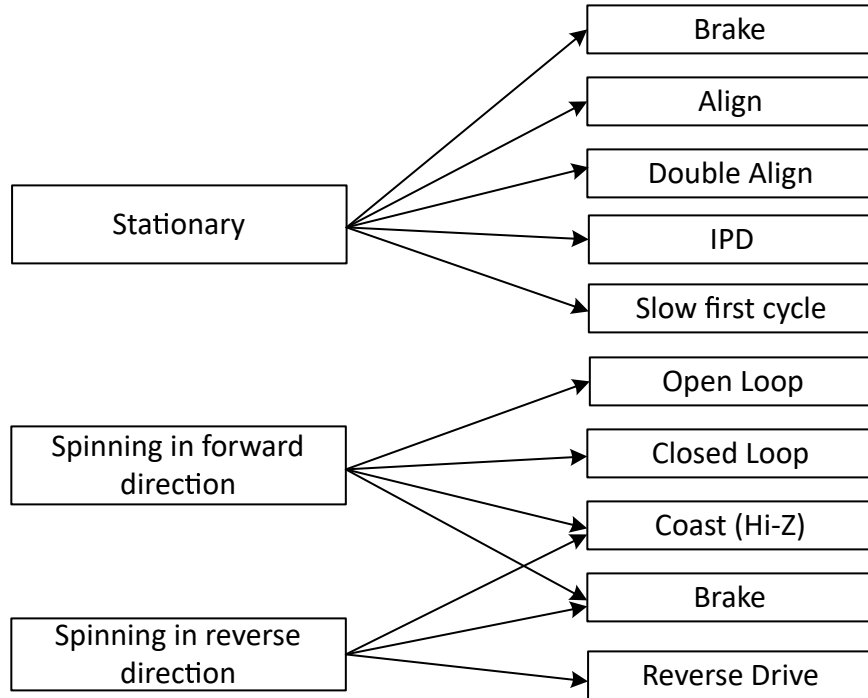 Brake
Align
Double Align
Stationary
IPD
Slow first cycle
Open Loop
Spinning in forward
direction
Closed Loop
Coast (Hi-Z)
Brake
Spinning in reverse
direction
Reverse Drive